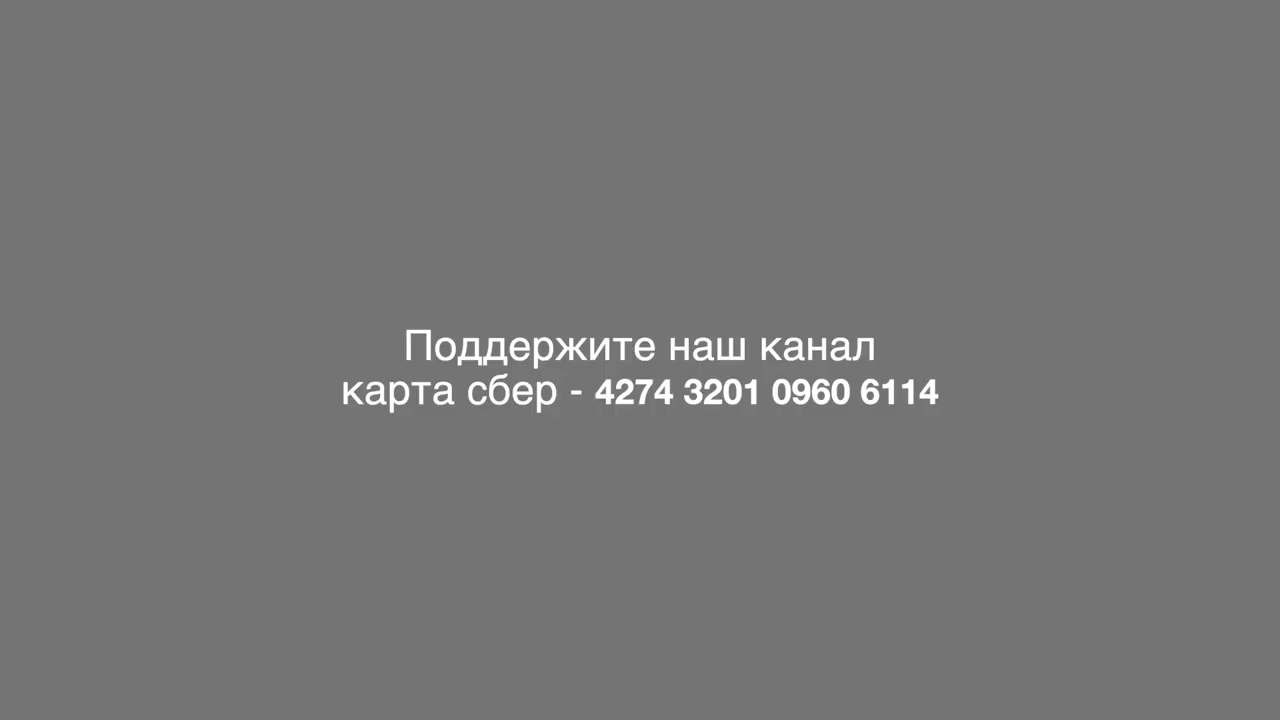 Поддержите наш канал
карта сбер - 4274 3201 0960 6114